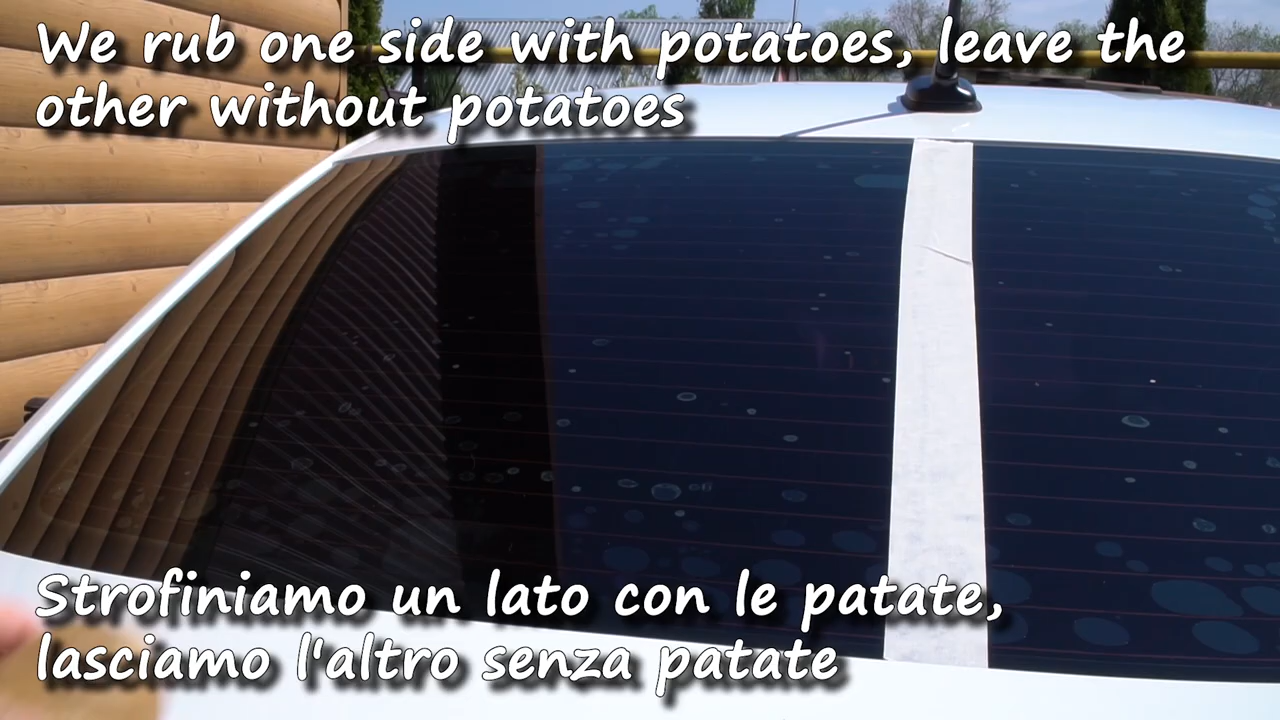 We rub one side with potatoes, leave the
other without potatoes
Strofiniamo un lato con le patate,
lasciamo l'altro senza patate